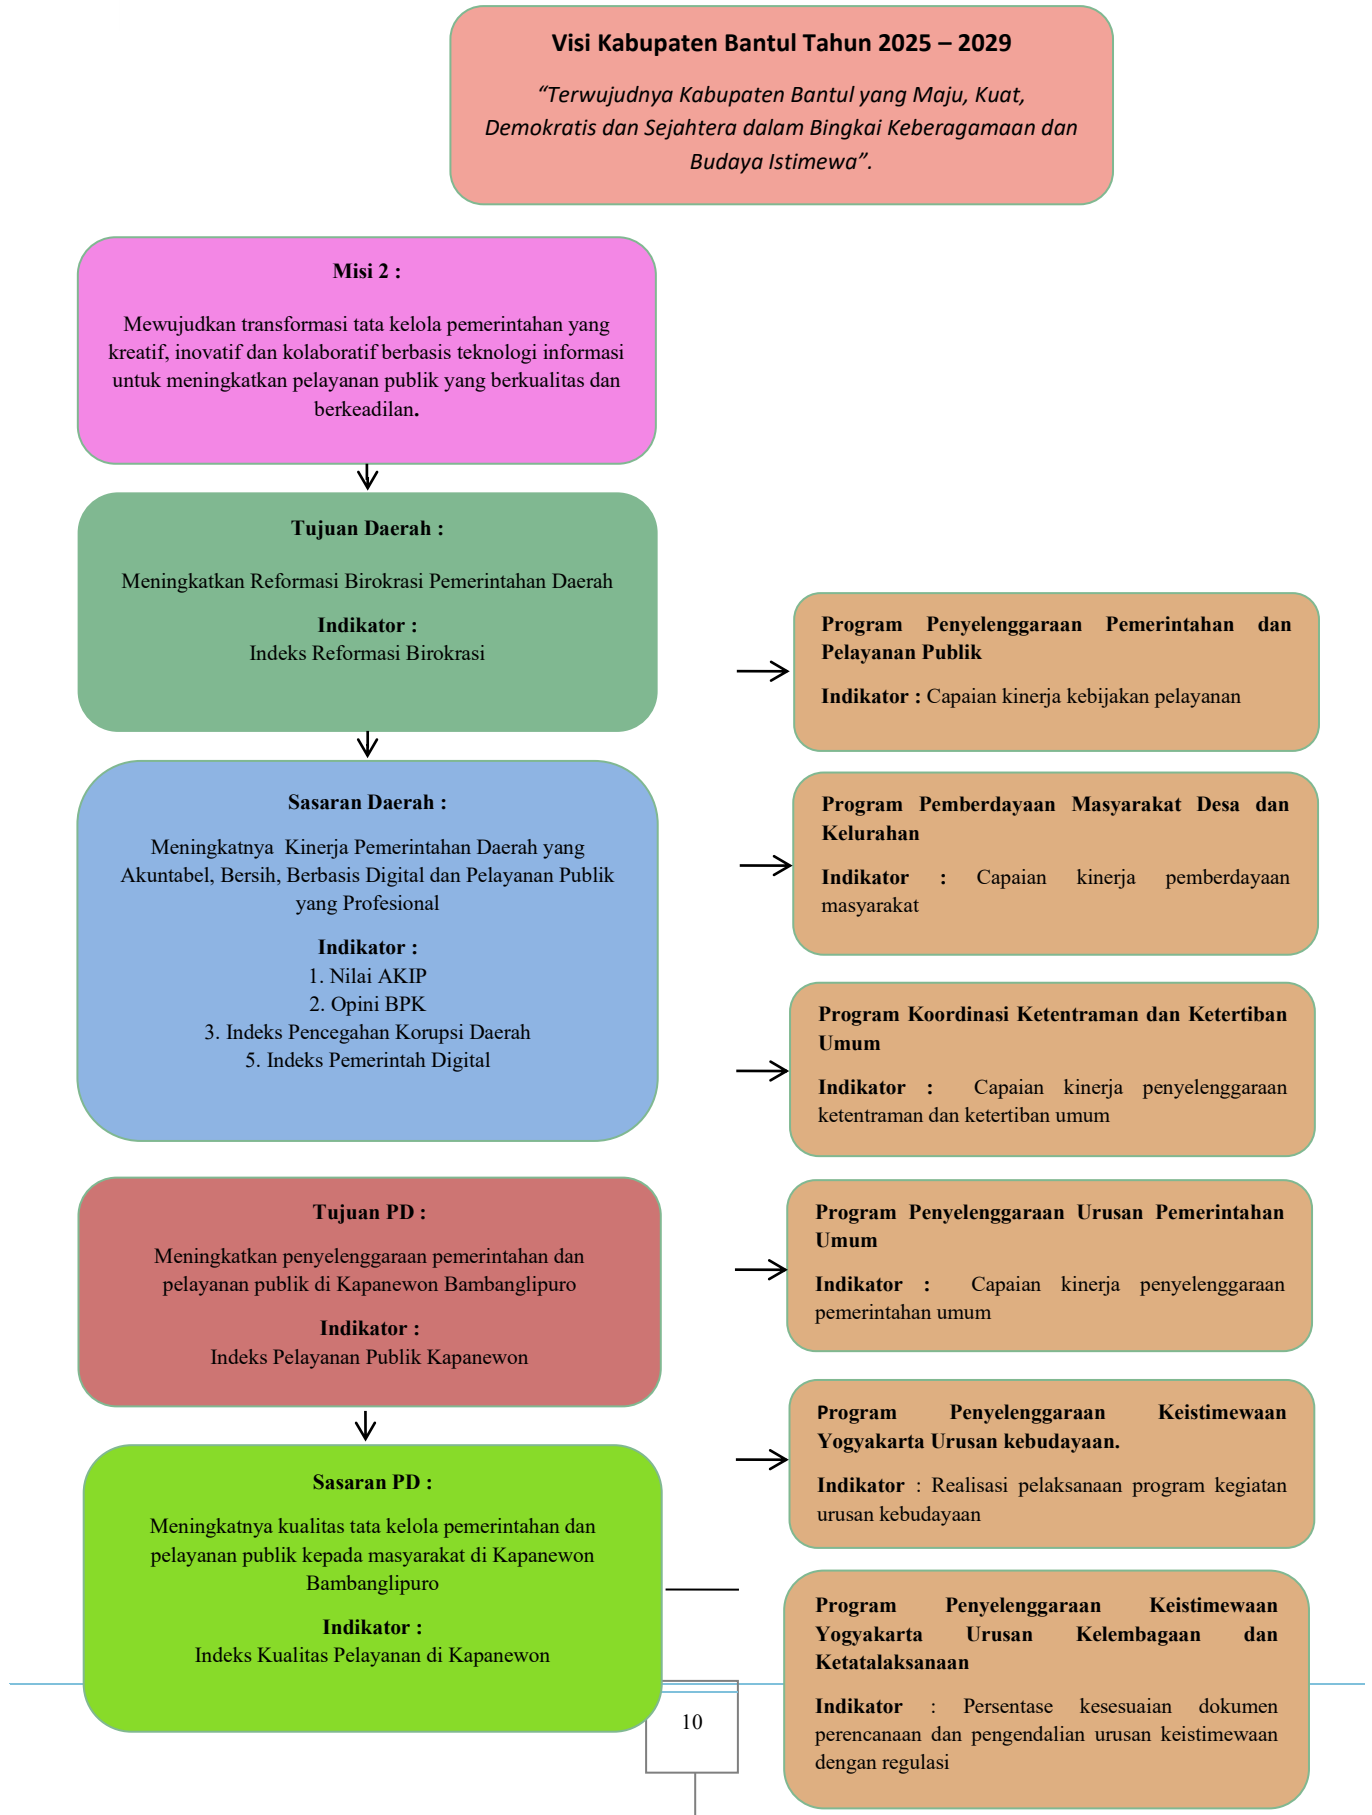 Visi Kabupaten Bantul Tahun 2025 – 2029
“Terwujudnya Kabupaten Bantul yang Maju, Kuat,
Demokratis dan Sejahtera dalam Bingkai Keberagamaan dan
Budaya Istimewa”.
Misi 2 :
Mewujudkan transformasi tata kelola pemerintahan yang
kreatif, inovatif dan kolaboratif berbasis teknologi informasi
untuk meningkatkan pelayanan publik yang berkualitas dan
berkeadilan.
Tujuan Daerah :
Meningkatkan Reformasi Birokrasi Pemerintahan Daerah
Indikator :
Indeks Reformasi Birokrasi
Sasaran Daerah :
Meningkatnya Kinerja Pemerintahan Daerah yang
Akuntabel, Bersih, Berbasis Digital dan Pelayanan Publik
yang Profesional
Indikator :
1. Nilai AKIP
2. Opini BPK
3. Indeks Pencegahan Korupsi Daerah
5. Indeks Pemerintah Digital
Tujuan PD :
Meningkatkan penyelenggaraan pemerintahan dan
pelayanan publik di Kapanewon Bambanglipuro
Indikator :
Indeks Pelayanan Publik Kapanewon
Sasaran PD :
Meningkatnya kualitas tata kelola pemerintahan dan
pelayanan publik kepada masyarakat di Kapanewon
Bambanglipuro
Indikator :
Indeks Kualitas Pelayanan di Kapanewon
Program Penyelenggaraan Pemerintahan dan
Pelayanan Publik
Indikator : Capaian kinerja kebijakan pelayanan
Program Pemberdayaan Masyarakat Desa dan
Kelurahan
Indikator : Capaian kinerja pemberdayaan
masyarakat
Program Koordinasi Ketentraman dan Ketertiban
Umum
Indikator : Capaian kinerja penyelenggaraan
ketentraman dan ketertiban umum
Program Penyelenggaraan Urusan Pemerintahan
Umum
Indikator : Capaian kinerja penyelenggaraan
pemerintahan umum
Program Penyelenggaraan Keistimewaan
Yogyakarta Urusan kebudayaan.
Indikator : Realisasi pelaksanaan program kegiatan
urusan kebudayaan
Program Penyelenggaraan Keistimewaan
Yogyakarta Urusan Kelembagaan dan
Ketatalaksanaan
Indikator : Persentase kesesuaian dokumen
perencanaan dan pengendalian urusan keistimewaan
dengan regulasi
10